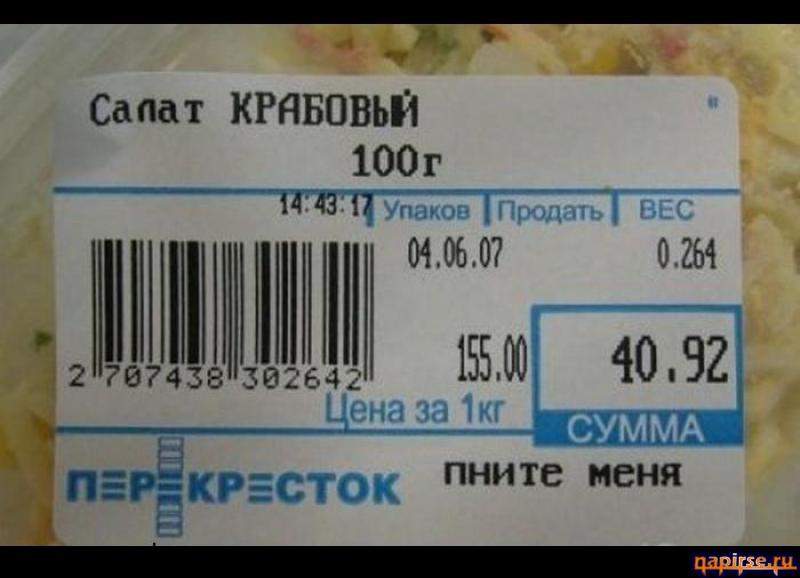 Салат КРАБОВЫЙ
100г
14:43:17 Упаков Продать ВЕС
04.06.07 0.264
155.00 40.92
2 707438 302642
Цена за 1кг СУММА
ПЕРЕКРЕСТОК пните меня
napirse.ru